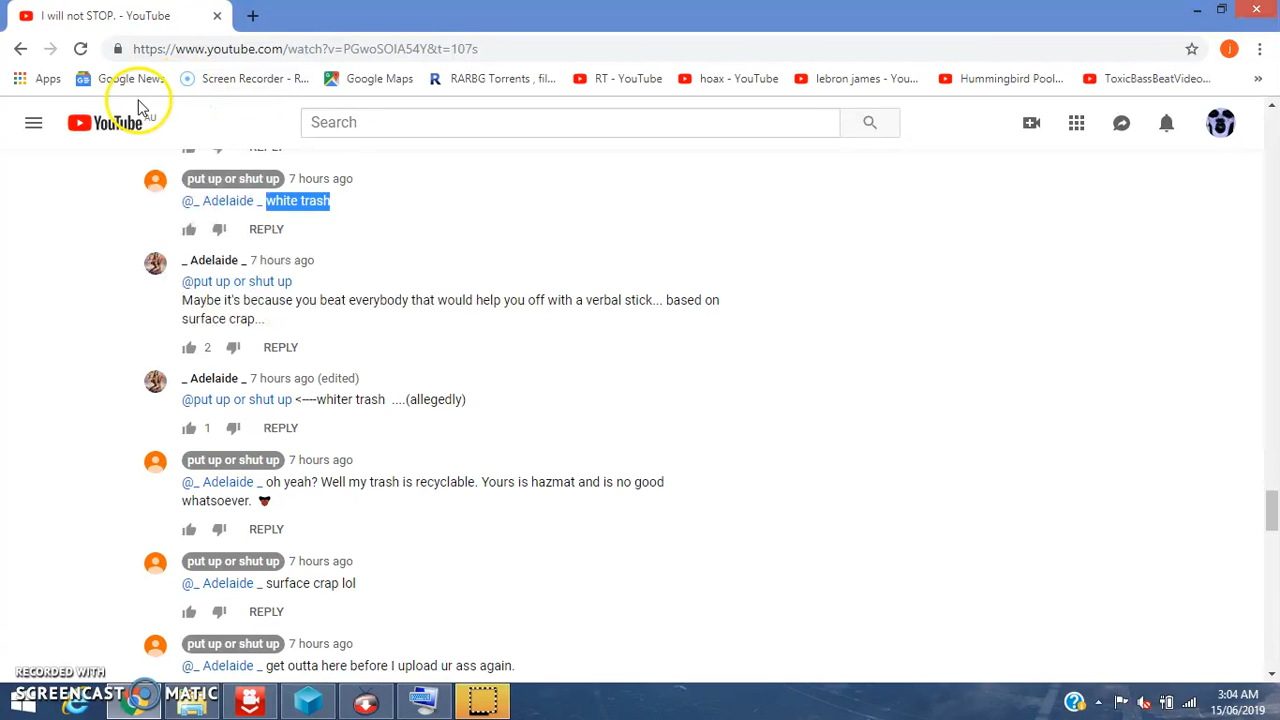 I will not STOP. - YouTube
https://www.youtube.com/watch?v=PGwoSOIA54Y&t=107s
Apps Google News Screen Recorder - R... Google Maps RARBG Torrents , fil... RT - YouTube hoax - YouTube lebron james - You... Hummingbird Pool... ToxicBassBeatVideo... »
YouTube AU Search
REPLY
put up or shut up 7 hours ago
@_ Adelaide _ white trash
REPLY
_ Adelaide _ 7 hours ago
@put up or shut up
Maybe it's because you beat everybody that would help you off with a verbal stick... based on
surface crap...
2 REPLY
_ Adelaide _ 7 hours ago (edited)
@put up or shut up <----whiter trash ....(allegedly)
1 REPLY
put up or shut up 7 hours ago
@_ Adelaide _ oh yeah? Well my trash is recyclable. Yours is hazmat and is no good
whatsoever.
REPLY
put up or shut up 7 hours ago
@_ Adelaide _ surface crap lol
REPLY
put up or shut up 7 hours ago
@_ Adelaide _ get outta here before I upload ur ass again.
RECORDED WITH
SCREENCAST MATIC
3:04 AM
15/06/2019